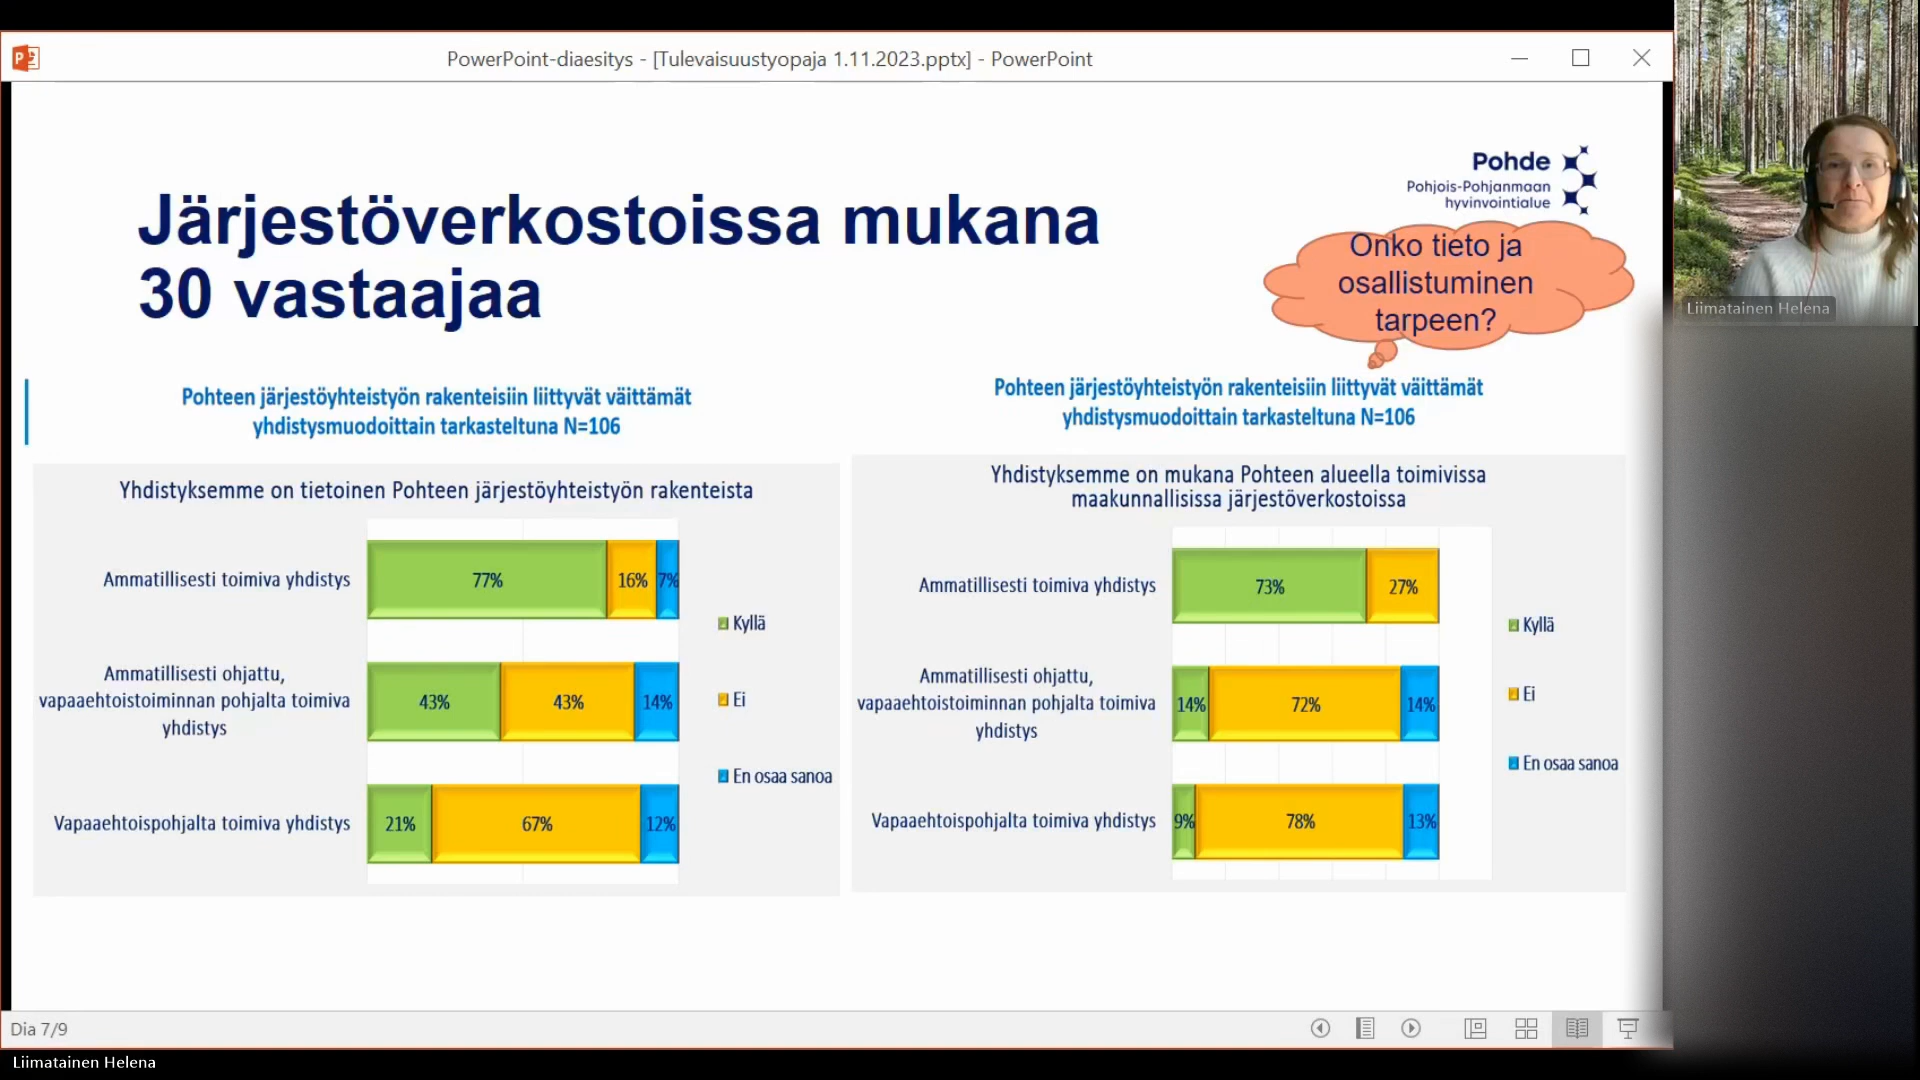 PowerPoint-diaesitys - [Tulevaisuustyopaja 1.11.2023.pptx] - PowerPoint
Pohde
Pohjois-Pohjanmaan
hyvinvointialue
Järjestöverkostoissa mukana
30 vastaajaa
Onko tieto ja
osallistuminen
tarpeen?
Liimatainen Helena
Pohteen järjestöyhteistyön rakenteisiin liittyvät väittämät
yhdistysmuodoittain tarkasteltuna N=106
Yhdistyksemme on tietoinen Pohteen järjestöyhteistyön rakenteista
Ammatillisesti toimiva yhdistys
77%
16%
7%
Ammatillisesti ohjattu,
vapaaehtoistoiminnan pohjalta toimiva
yhdistys
43%
43%
14%
Vapaaehtoispohjalta toimiva yhdistys
21%
67%
12%
Kyllä
Ei
En osaa sanoa
Pohteen järjestöyhteistyön rakenteisiin liittyvät väittämät
yhdistysmuodoittain tarkasteltuna N=106
Yhdistyksemme on mukana Pohteen alueella toimivissa
maakunnallisissa järjestöverkostoissa
Ammatillisesti toimiva yhdistys
73%
27%
Ammatillisesti ohjattu,
vapaaehtoistoiminnan pohjalta toimiva
yhdistys
14%
72%
14%
Vapaaehtoispohjalta toimiva yhdistys
9%
78%
13%
Kyllä
Ei
En osaa sanoa
Dia 7/9
Liimatainen Helena